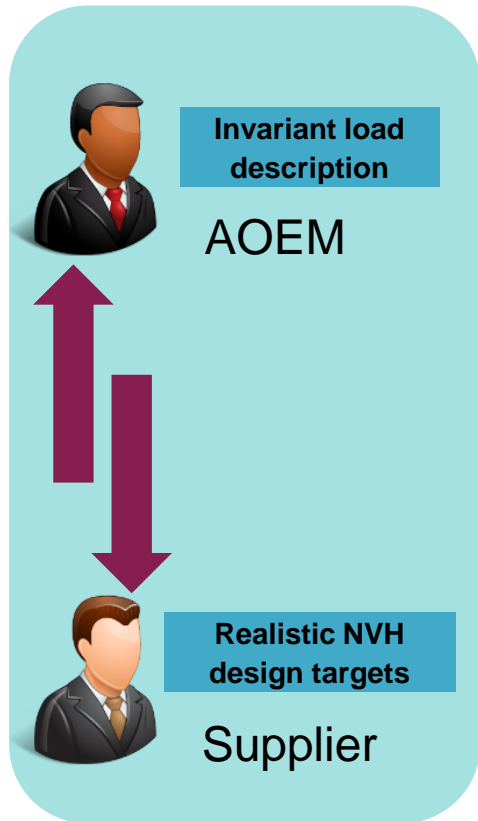 Invariant load
description
AOEM
Realistic NVH
design targets
Supplier